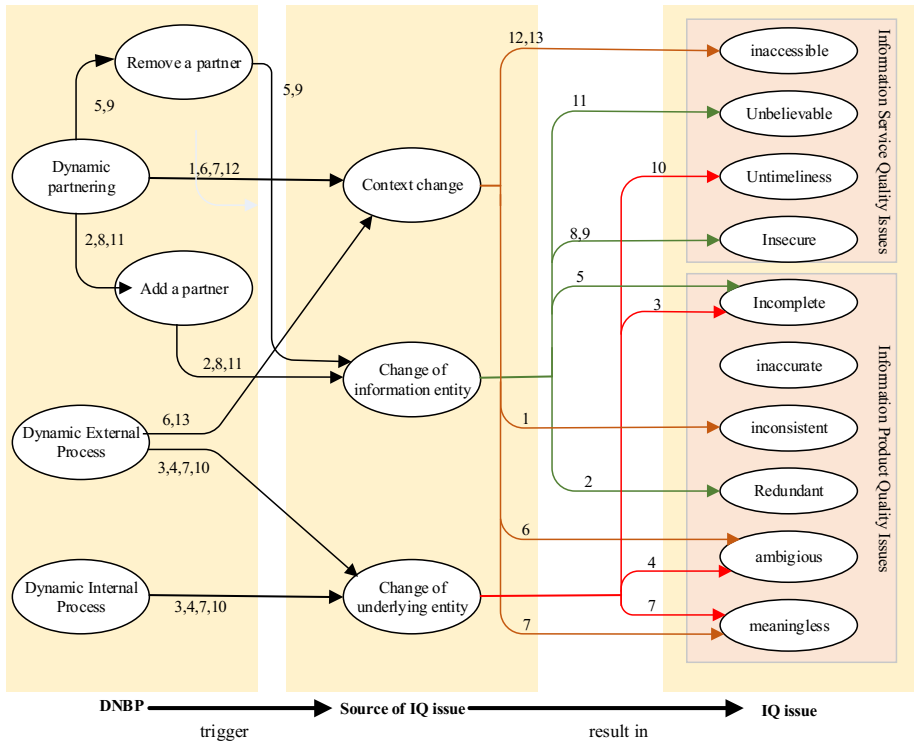 Remove a partner
5,9
5,9
Dynamic
partnering
1,6,7,12
2,8,11
Add a partner
2,8,11
Dynamic External
Process
6,13
3,4,7,10
Dynamic Internal
Process
3,4,7,10
Context change
Change of
information entity
Change of
underlying entity
12,13
11
10
8,9
5
3
1
2
6
4
7
7
inaccessible
Unbelievable
Untimeliness
Insecure
Information Service Quality Issues
Incomplete
inaccurate
inconsistent
Redundant
ambigious
meaningless
Information Product Quality Issues
DNBP
Source of IQ issue
IQ issue
trigger
result in